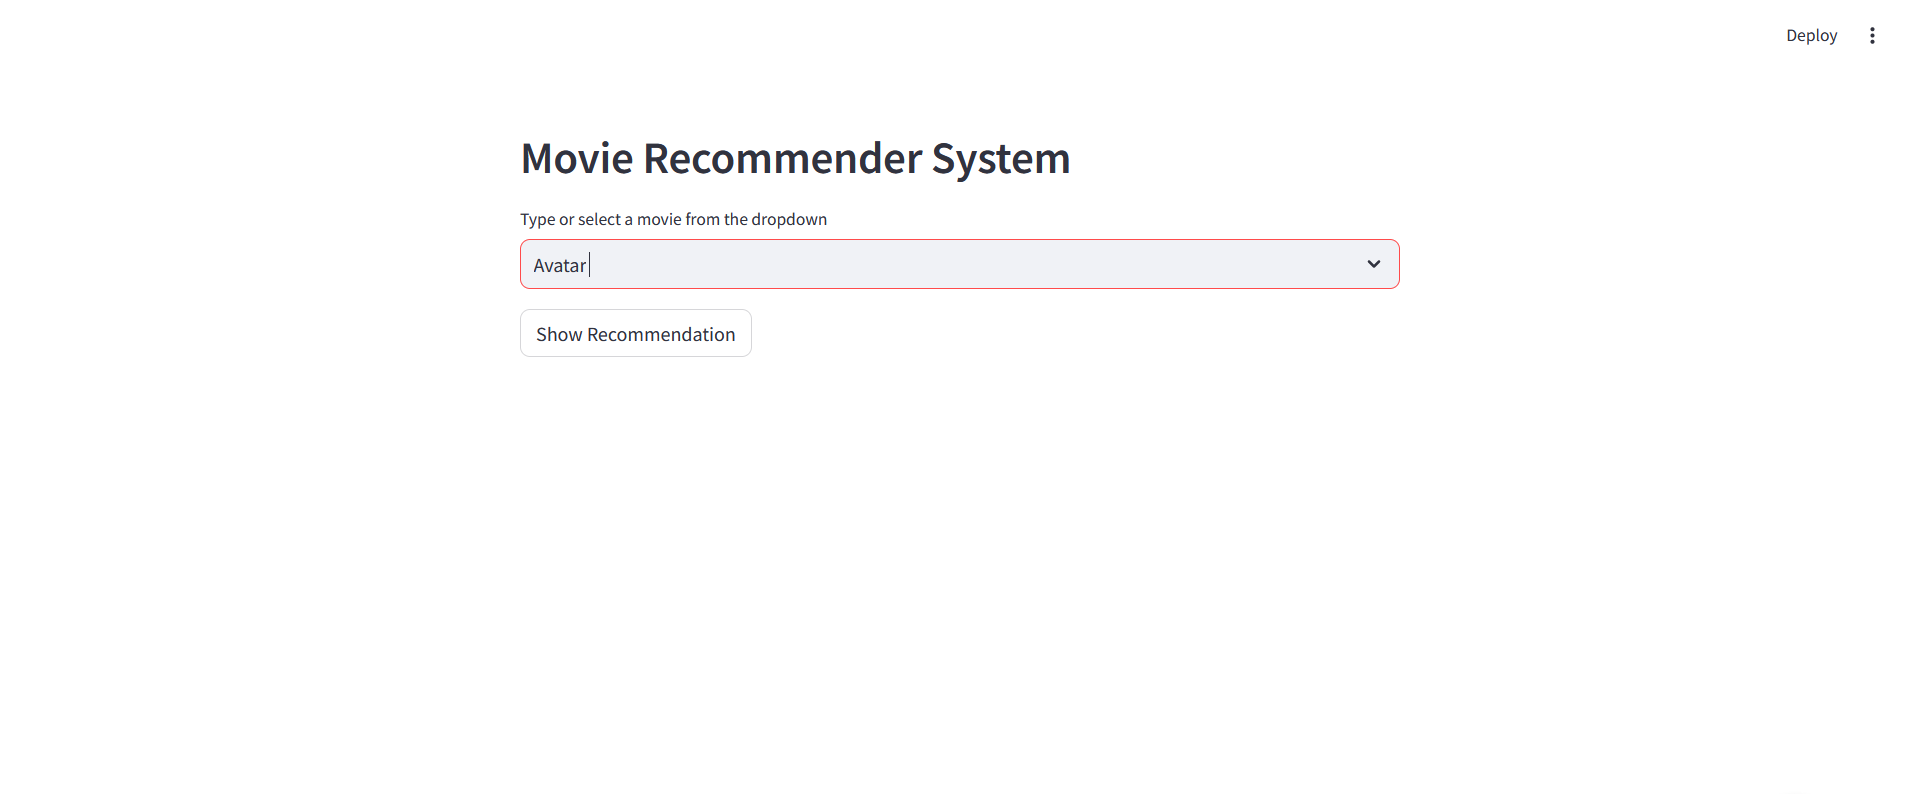 Deploy
Movie Recommender System
Type or select a movie from the dropdown
Avatar
Show Recommendation